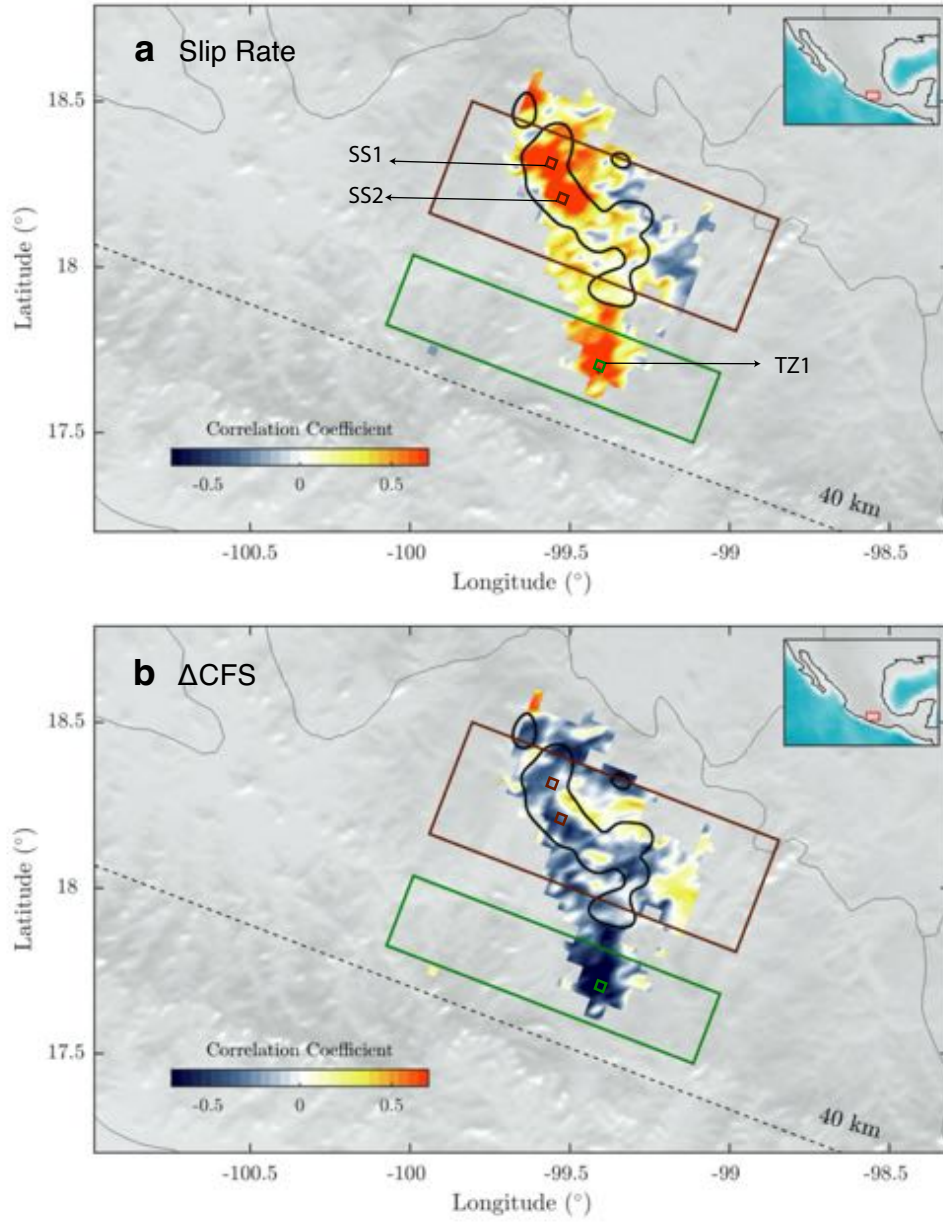 a Slip Rate
18.5
SS1
SS2
18
Latitude (°)
TZ1
17.5
Correlation Coefficient
-0.5 0 0.5
40 km
-100.5 -100 -99.5 -99 -98.5
Longitude (°)
b ΔCFS
18.5
18
Latitude (°)
17.5
Correlation Coefficient
-0.5 0 0.5
40 km
-100.5 -100 -99.5 -99 -98.5
Longitude (°)